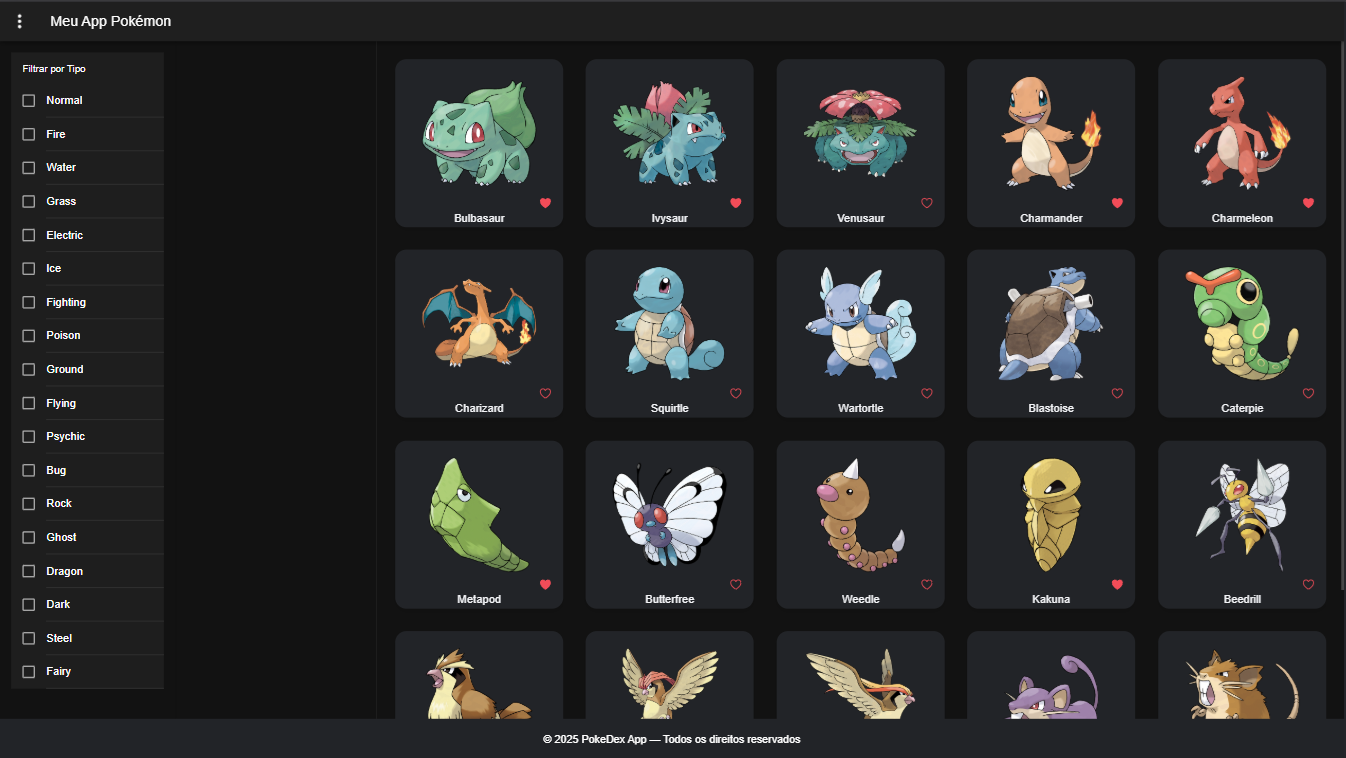 Meu App Pokémon
Filtrar por Tipo
Normal
Fire
Water
Grass
Electric
Ice
Fighting
Poison
Ground
Flying
Psychic
Bug
Rock
Ghost
Dragon
Dark
Steel
Fairy
Bulbasaur
Ivysaur
Venusaur
Charmander
Charmeleon
Charizard
Squirtle
Wartortle
Blastoise
Caterpie
Metapod
Butterfree
Weedle
Kakuna
Beedrill
© 2025 PokeDex App — Todos os direitos reservados